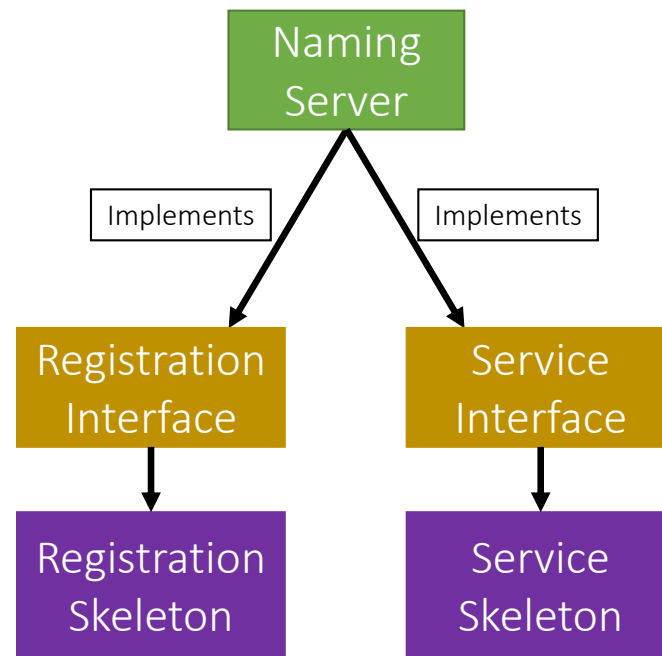 Naming
Server
Implements
Implements
Registration
Interface
Service
Interface
Registration
Skeleton
Service
Skeleton